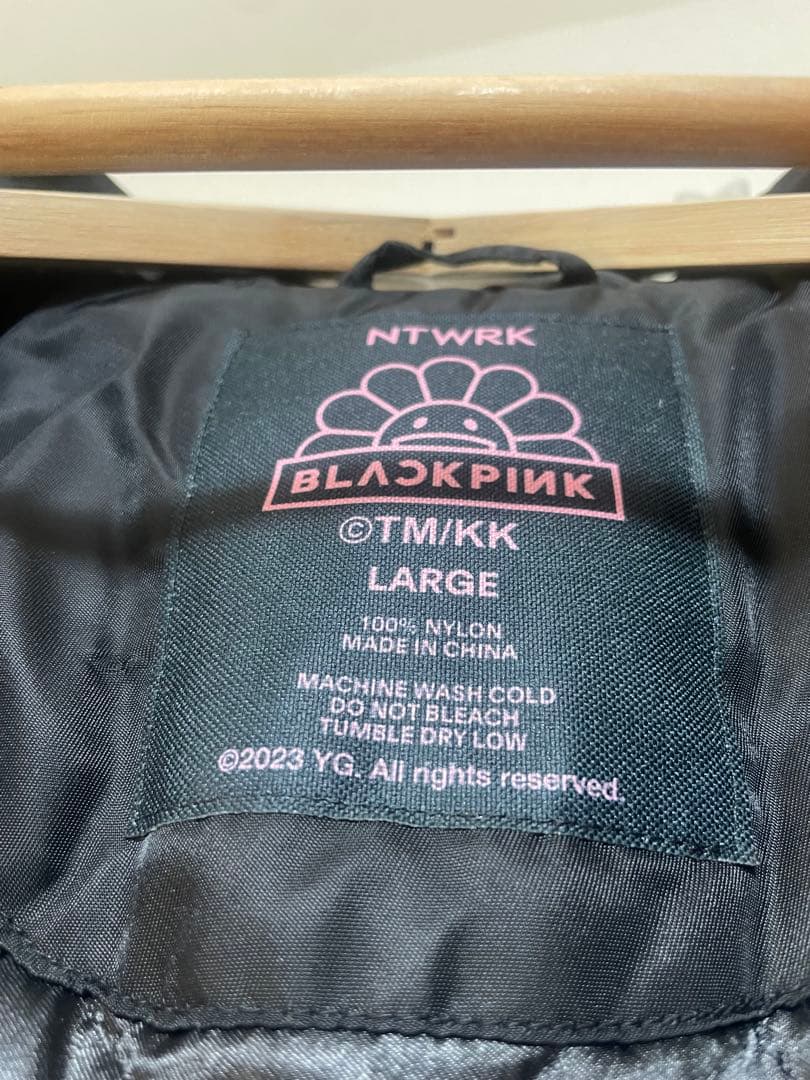 NTWRK
BLACKPINK
©TM/KK
LARGE
100% NYLON
MADE IN CHINA
MACHINE WASH COLD
DO NOT BLEACH
TUMBLE DRY LOW
©2023 YG. All rights reserved.